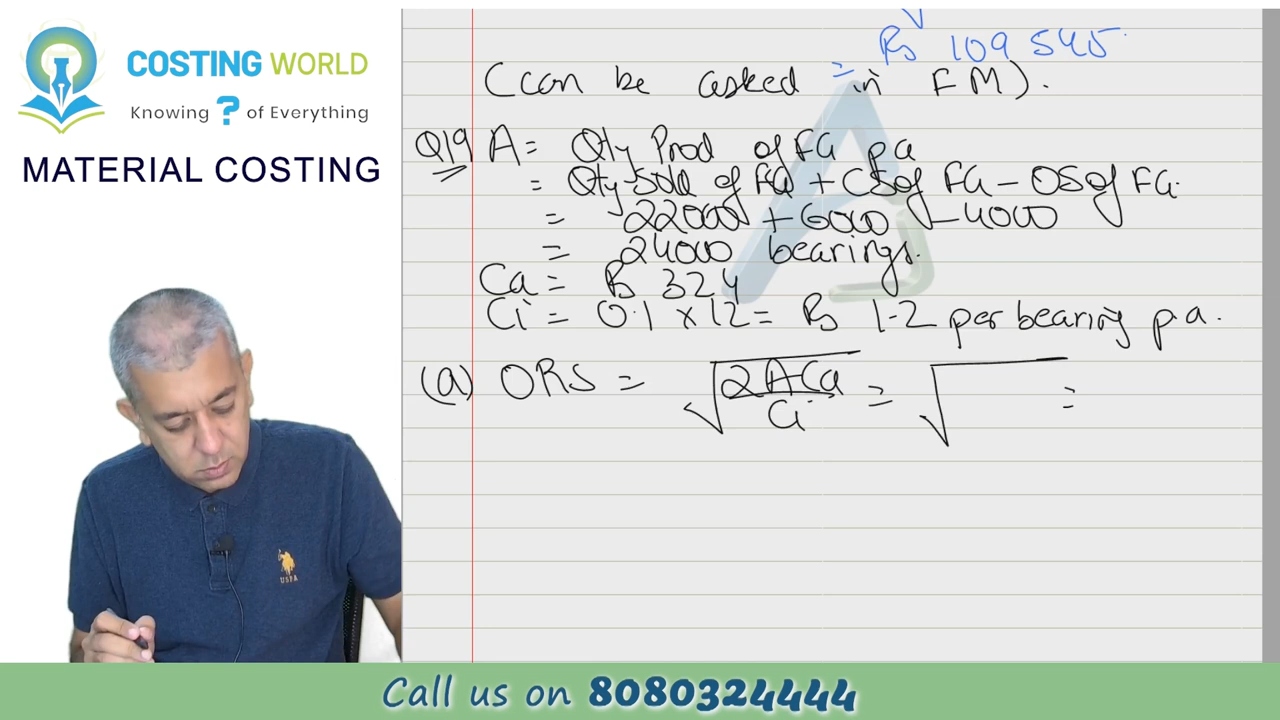 COSTING WORLD
Knowing ? of Everything
MATERIAL COSTING
= Rs 109 545
(can be asked in FM).
Q19 A = Qty Prod of FG pa
= Qty Sold of FG + CS of FG - OS of FG.
= 22000 + 6000 - 4000
= 24000 bearings.
Ca = Rs 324
Ci = 0.1 x 12 = Rs 1.2 per bearing p.a.
(a) ORS = √2ACa/Ci = √ =
USPA
Call us on 8080324444